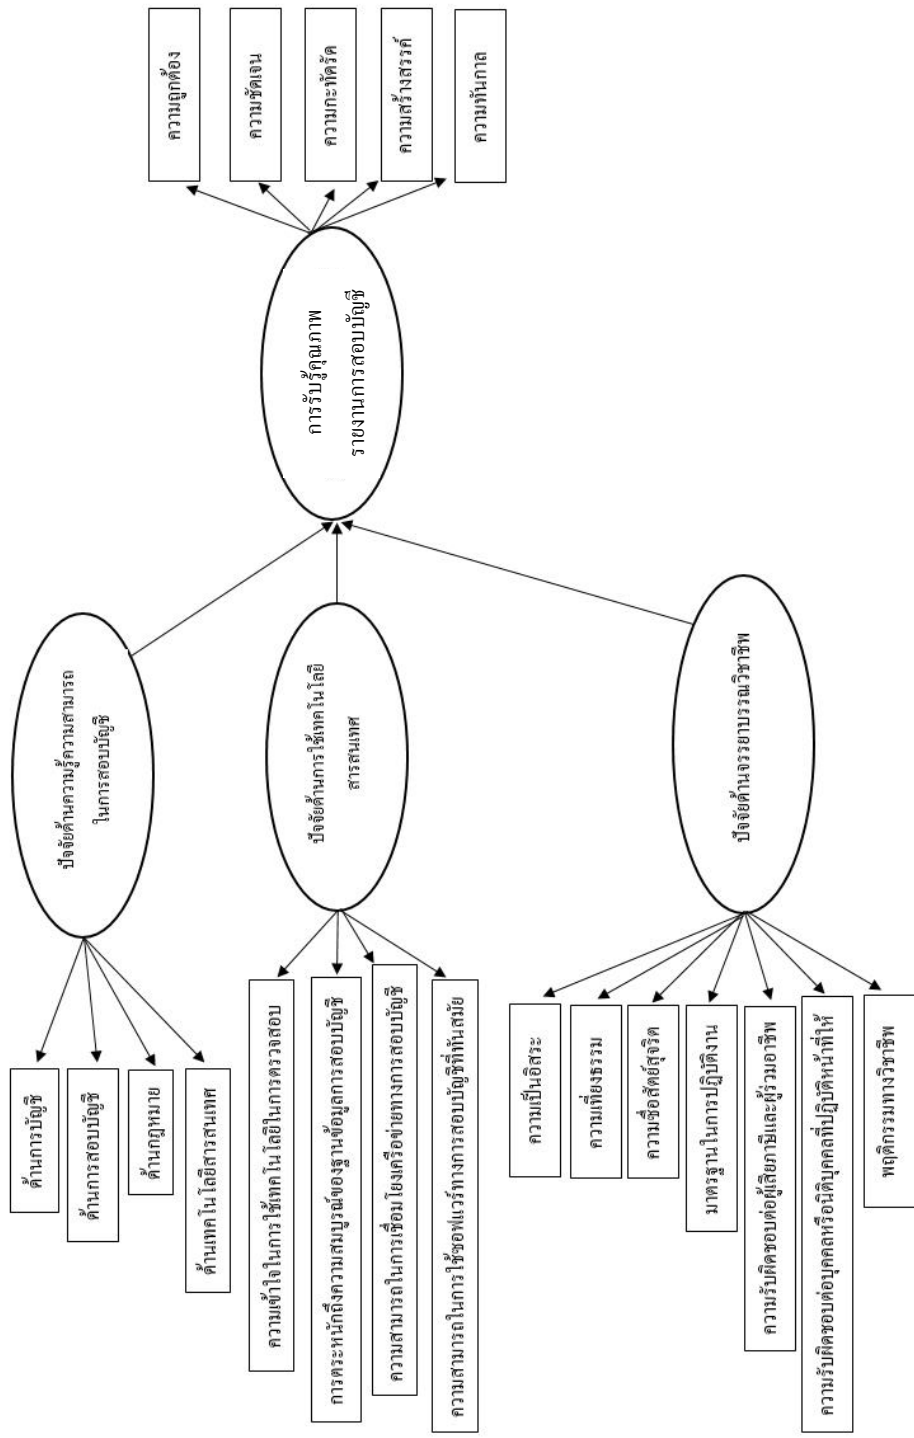 ด้านการบัญชี
ด้านการสอบบัญชี
ด้านกฎหมาย
ด้านเทคโนโลยีสารสนเทศ
ความเข้าใจในการใช้เทคโนโลยีในการตรวจสอบ
การตระหนักถึงความสมบูรณ์ของฐานข้อมูลการสอบบัญชี
ความสามารถในการเชื่อมโยงเครือข่ายทางการสอบบัญชี
ความสามารถในการใช้ซอฟแวร์ทางการสอบบัญชีที่ทันสมัย
ความเป็นอิสระ
ความเที่ยงธรรม
ความซื่อสัตย์สุจริต
มาตรฐานในการปฏิบัติงาน
ความรับผิดชอบต่อผู้เสียภาษีและผู้ร่วมอาชีพ
ความรับผิดชอบต่อบุคคลหรือนิติบุคคลที่ปฏิบัติหน้าที่ให้
พฤติกรรมทางวิชาชีพ
ปัจจัยด้านความรู้ความสามารถ
ในการสอบบัญชี
ปัจจัยด้านการใช้เทคโนโลยี
สารสนเทศ
ปัจจัยด้านจรรยาบรรณวิชาชีพ
การรับรู้คุณภาพ
รายงานการสอบบัญชี
ความถูกต้อง
ความชัดเจน
ความกะทัดรัด
ความสร้างสรรค์
ความทันกาล